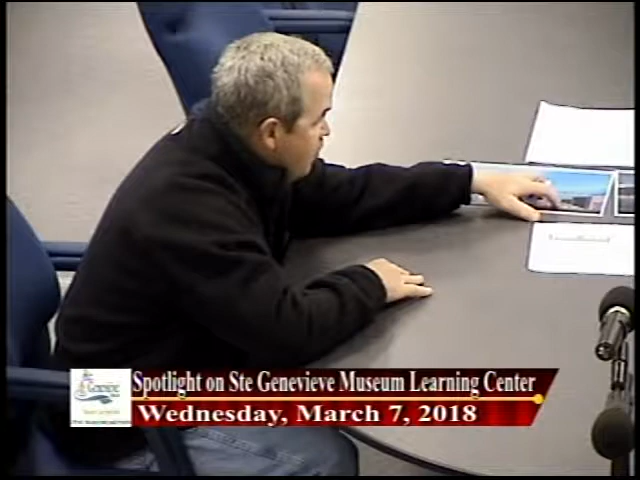 Spotlight on Ste Genevieve Museum Learning Center
Wednesday, March 7, 2018